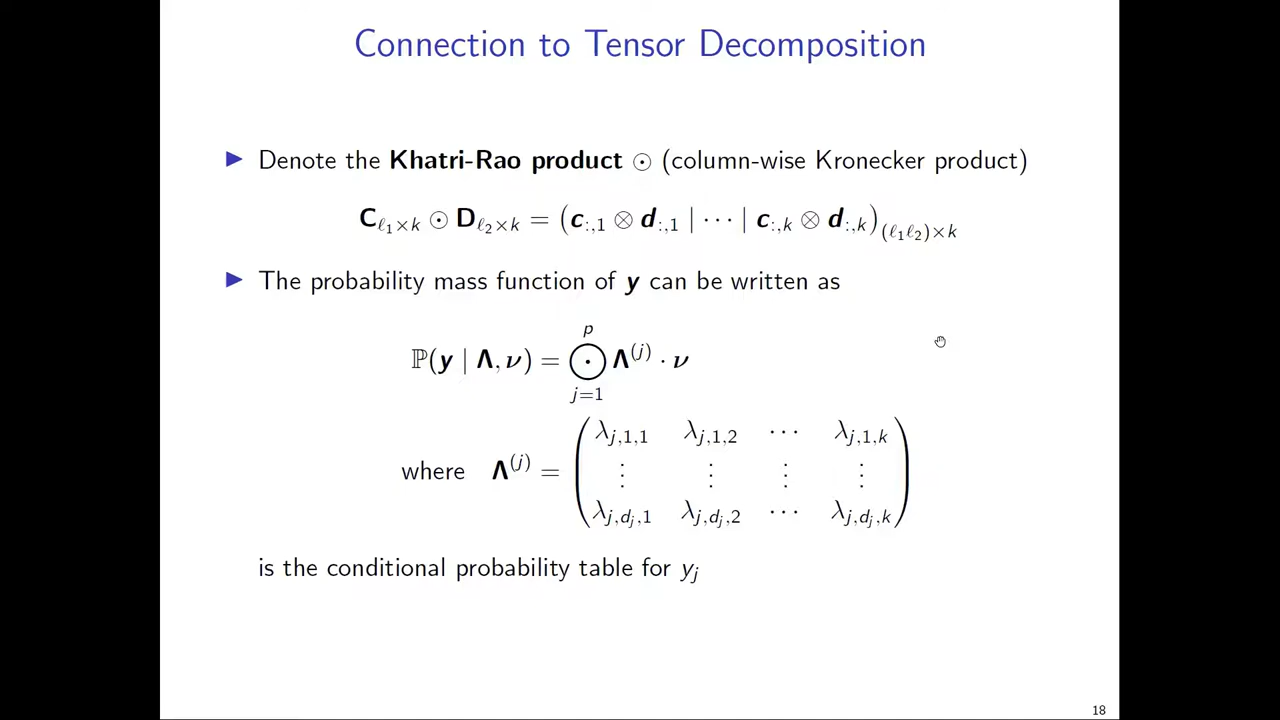 Connection to Tensor Decomposition
▶ Denote the Khatri-Rao product ⊙ (column-wise Kronecker product)
C_{ℓ₁×k} ⊙ D_{ℓ₂×k} = (c_{:,1} ⊗ d_{:,1} | ⋯ | c_{:,k} ⊗ d_{:,k})_{(ℓ₁ℓ₂)×k}
▶ The probability mass function of y can be written as
ℙ(y | Λ, ν) = ⨀_{j=1}^{p} Λ^{(j)} · ν
λ_{j,1,1} λ_{j,1,2} ⋯ λ_{j,1,k}
where Λ^{(j)} = ⋮ ⋮ ⋮ ⋮
λ_{j,d_j,1} λ_{j,d_j,2} ⋯ λ_{j,d_j,k}
is the conditional probability table for y_j
18